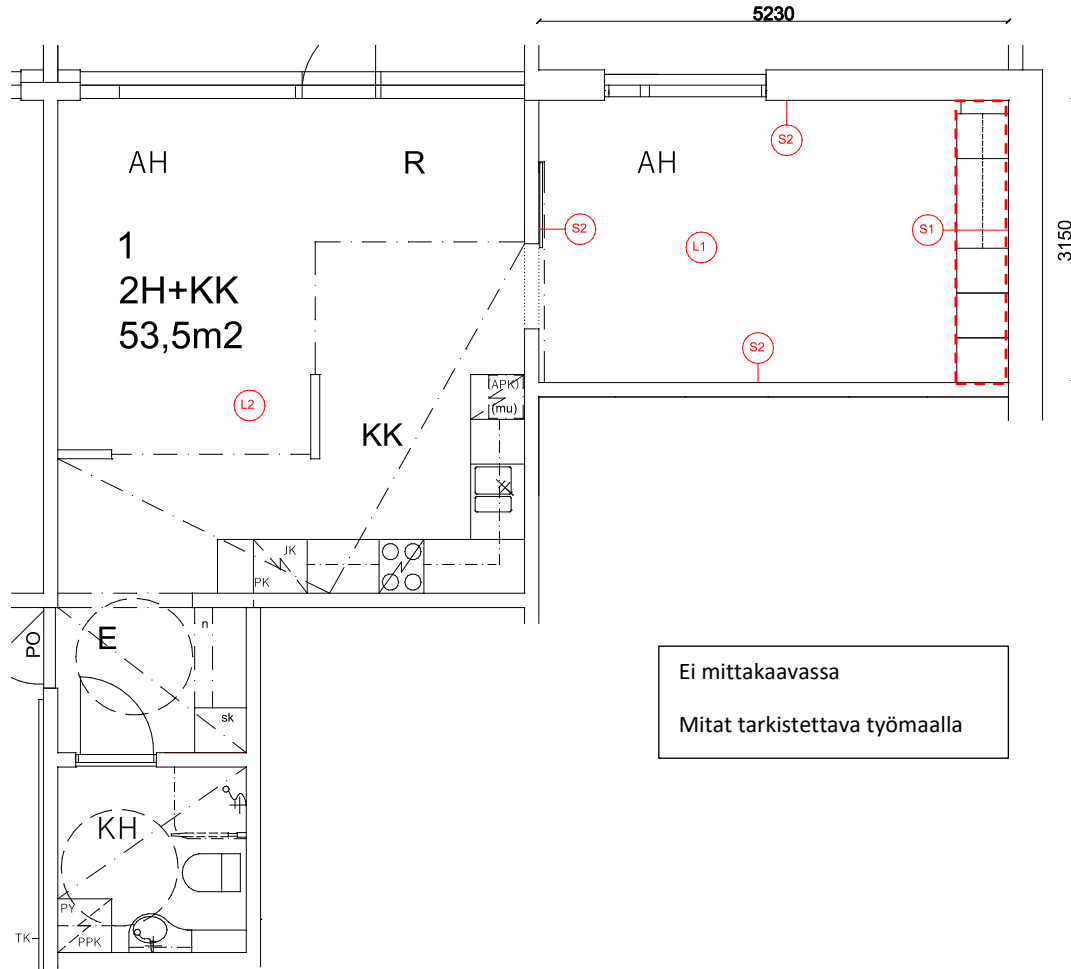 5230
AH
R
AH
S2
S2
S1
3150
1
2H+KK
53,5m2
L1
S2
(APK)
(mu)
L2
KK
JK
PK
n
PO
E
sk
Ei mittakaavassa
Mitat tarkistettava työmaalla
KH
PY
PPK
TK